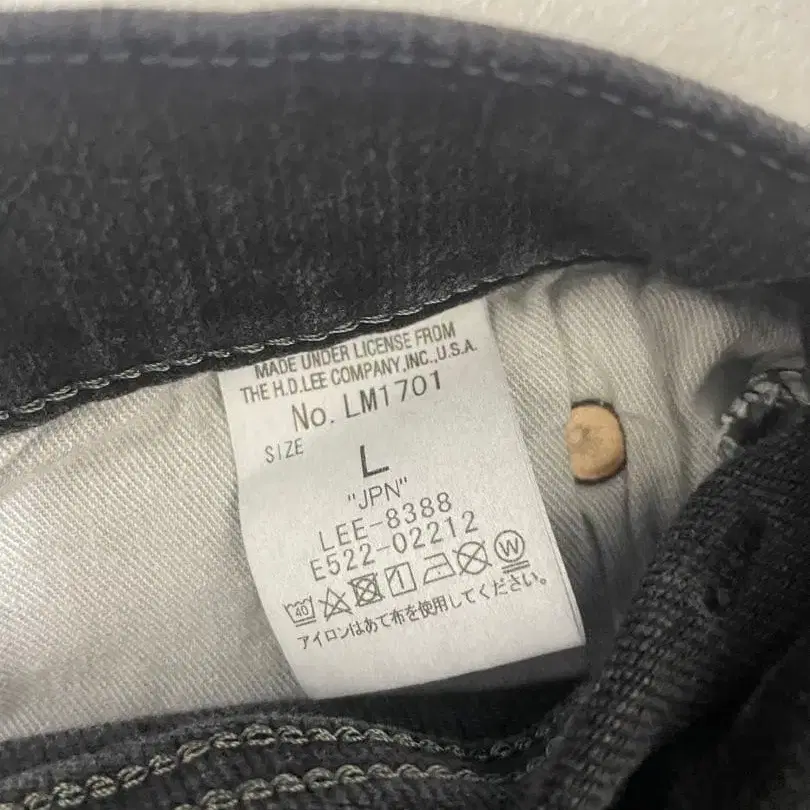 MADE UNDER LICENSE FROM
THE H.D.LEE COMPANY,INC.,U.S.A.
No. LM1701
SIZE
L
"JPN"
LEE-8388
E522-02212
40 W
アイロンはあて布を使用してください。